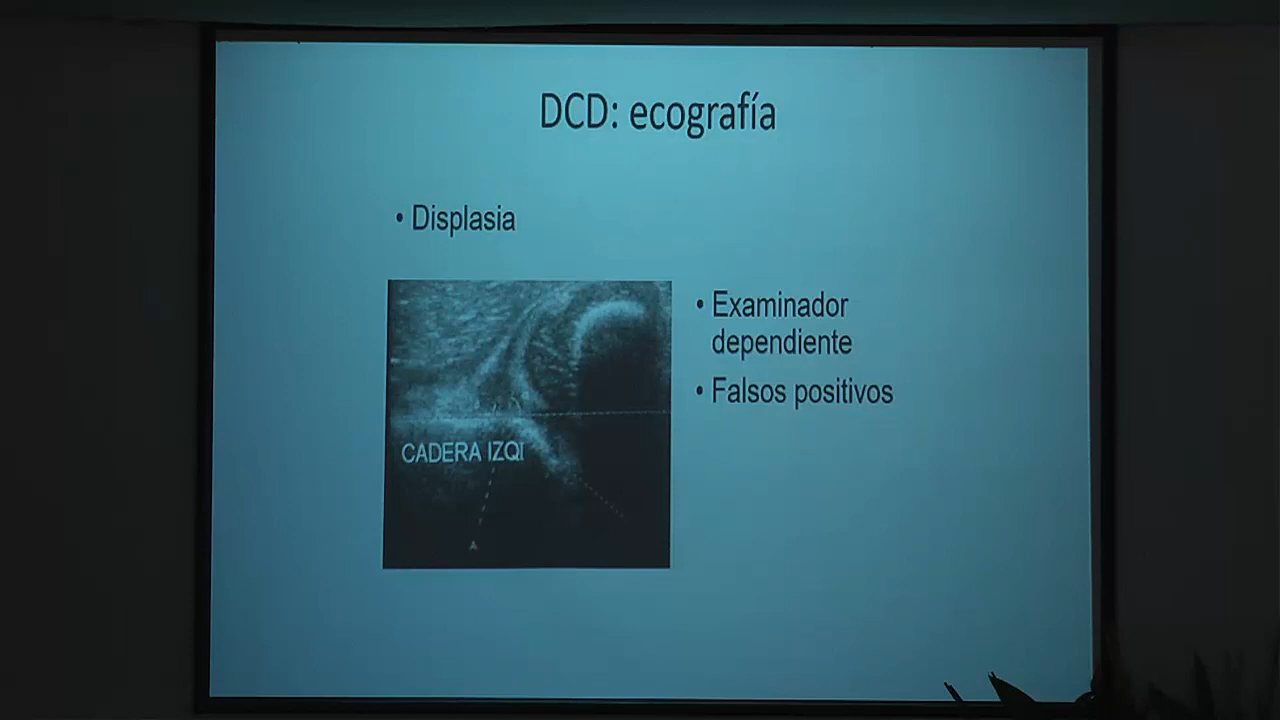 DCD: ecografía
• Displasia
• Examinador
dependiente
• Falsos positivos
CADERA IZQI
A